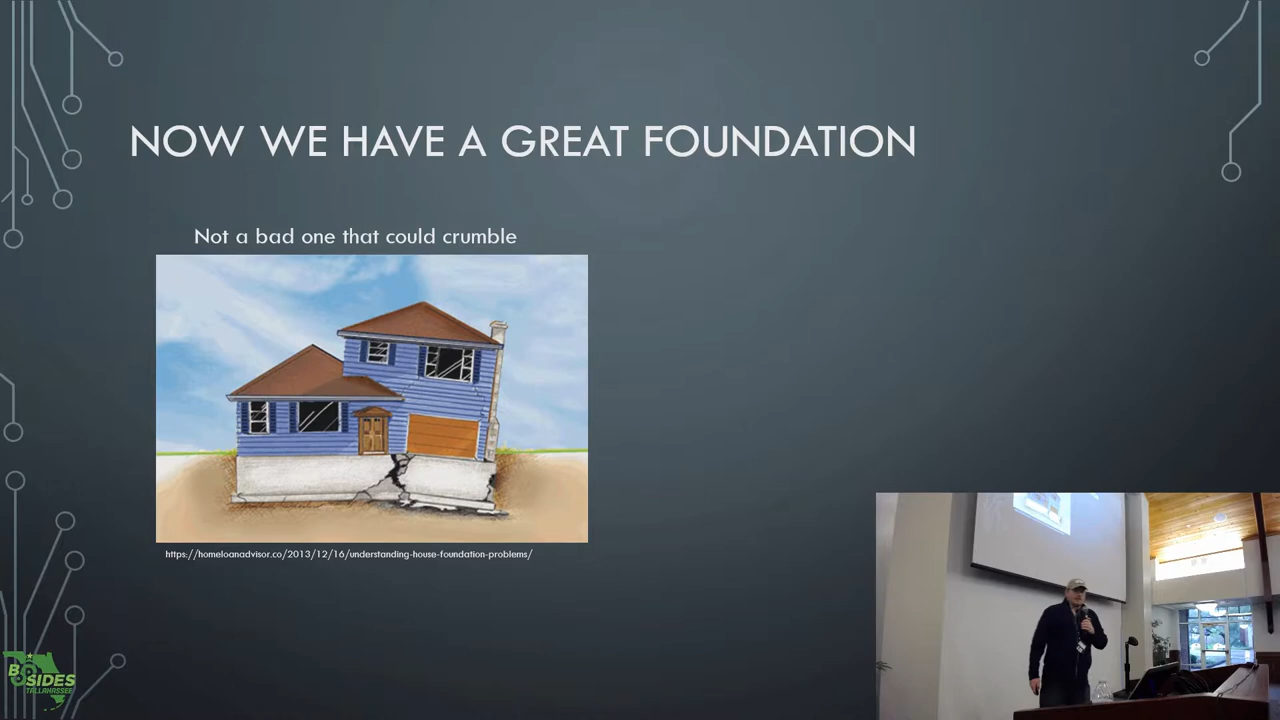 NOW WE HAVE A GREAT FOUNDATION
Not a bad one that could crumble
https://homeloanadvisor.co/2013/12/16/understanding-house-foundation-problems/
BSIDES
TALLAHASSEE